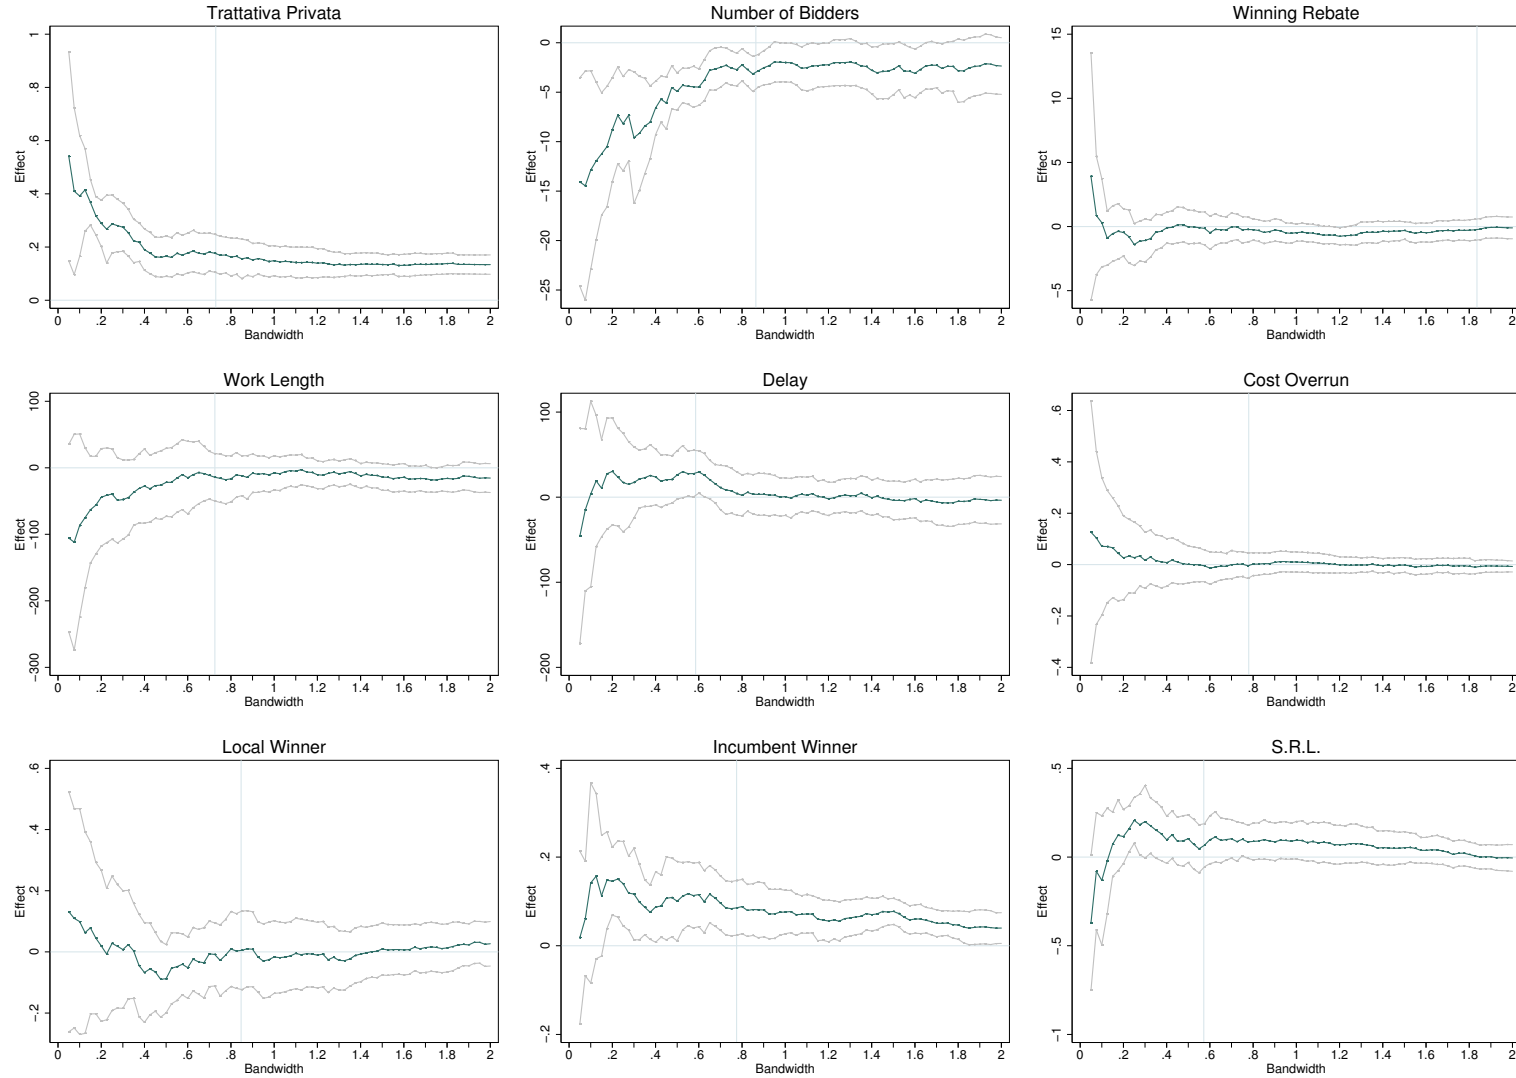 Trattativa Privata
Effect
0 .2 .4 .6 .8 1
0 .2 .4 .6 .8 1 1.2 1.4 1.6 1.8 2
Bandwidth
Number of Bidders
Effect
−25 −20 −15 −10 −5 0
0 .2 .4 .6 .8 1 1.2 1.4 1.6 1.8 2
Bandwidth
Winning Rebate
Effect
−5 0 5 10 15
0 .2 .4 .6 .8 1 1.2 1.4 1.6 1.8 2
Bandwidth
Work Length
Effect
−300 −200 −100 0 100
0 .2 .4 .6 .8 1 1.2 1.4 1.6 1.8 2
Bandwidth
Delay
Effect
−200 −100 0 100
0 .2 .4 .6 .8 1 1.2 1.4 1.6 1.8 2
Bandwidth
Cost Overrun
Effect
−.4 −.2 0 .2 .4 .6
0 .2 .4 .6 .8 1 1.2 1.4 1.6 1.8 2
Bandwidth
Local Winner
Effect
−.2 0 .2 .4 .6
0 .2 .4 .6 .8 1 1.2 1.4 1.6 1.8 2
Bandwidth
Incumbent Winner
Effect
−.2 0 .2 .4
0 .2 .4 .6 .8 1 1.2 1.4 1.6 1.8 2
Bandwidth
S.R.L.
Effect
−1 −.5 0 .5
0 .2 .4 .6 .8 1 1.2 1.4 1.6 1.8 2
Bandwidth